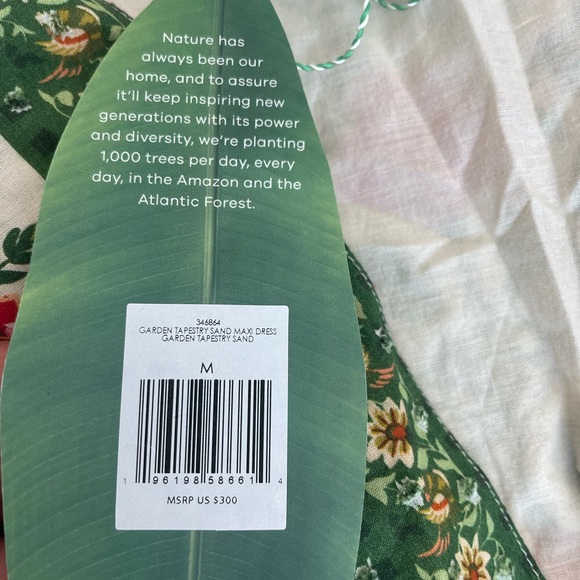 Nature has
always been our
home, and to assure
it'll keep inspiring new
generations with its power
and diversity, we're planting
1,000 trees per day, every
day, in the Amazon and the
Atlantic Forest.
346864
GARDEN TAPESTRY SAND MAXI DRESS
GARDEN TAPESTRY SAND
M
1 96198 58661 4
MSRP US $300